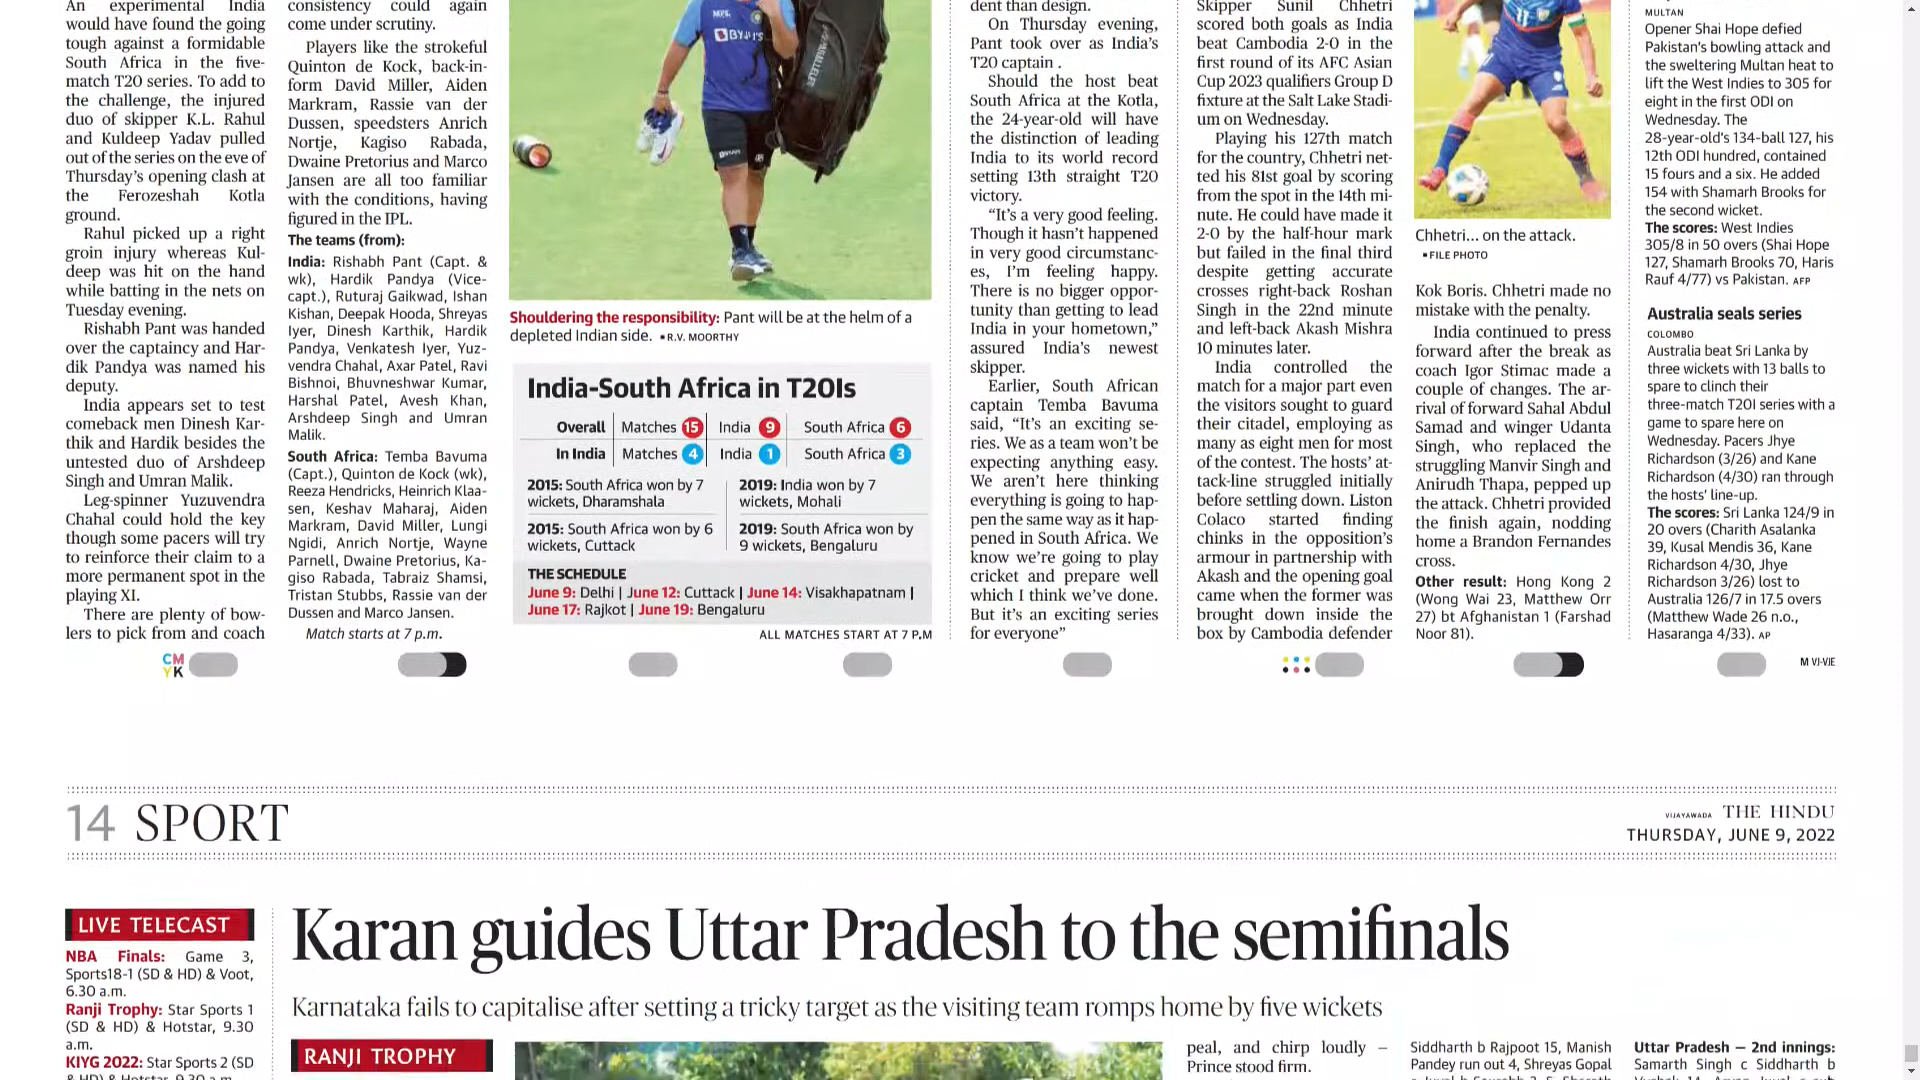 An experimental India
would have found the going
tough against a formidable
South Africa in the five-
match T20 series. To add to
the challenge, the injured
duo of skipper K.L. Rahul
and Kuldeep Yadav pulled
out of the series on the eve of
Thursday's opening clash at
the Ferozeshah Kotla
ground.
Rahul picked up a right
groin injury whereas Kul-
deep was hit on the hand
while batting in the nets on
Tuesday evening.
Rishabh Pant was handed
over the captaincy and Har-
dik Pandya was named his
deputy.
India appears set to test
comeback men Dinesh Kar-
thik and Hardik besides the
untested duo of Arshdeep
Singh and Umran Malik.
Leg-spinner Yuzuvendra
Chahal could hold the key
though some pacers will try
to reinforce their claim to a
more permanent spot in the
playing XI.
There are plenty of bow-
lers to pick from and coach
consistency could again
come under scrutiny.
Players like the strokeful
Quinton de Kock, back-in-
form David Miller, Aiden
Markram, Rassie van der
Dussen, speedsters Anrich
Nortje, Kagiso Rabada,
Dwaine Pretorius and Marco
Jansen are all too familiar
with the conditions, having
figured in the IPL.
The teams (from):
India: Rishabh Pant (Capt. &
wk), Hardik Pandya (Vice-
capt.), Ruturaj Gaikwad, Ishan
Kishan, Deepak Hooda, Shreyas
Iyer, Dinesh Karthik, Hardik
Pandya, Venkatesh Iyer, Yuz-
vendra Chahal, Axar Patel, Ravi
Bishnoi, Bhuvneshwar Kumar,
Harshal Patel, Avesh Khan,
Arshdeep Singh and Umran
Malik.
South Africa: Temba Bavuma
(Capt.), Quinton de Kock (wk),
Reeza Hendricks, Heinrich Klaa-
sen, Keshav Maharaj, Aiden
Markram, David Miller, Lungi
Ngidi, Anrich Nortje, Wayne
Parnell, Dwaine Pretorius, Ka-
giso Rabada, Tabraiz Shamsi,
Tristan Stubbs, Rassie van der
Dussen and Marco Jansen.
Match starts at 7 p.m.
BYJU'S
Shouldering the responsibility: Pant will be at the helm of a
depleted Indian side. ▪R.V. MOORTHY
India-South Africa in T20Is
Overall Matches 15 India 9 South Africa 6
In India Matches 4 India 1 South Africa 3
2015: South Africa won by 7
wickets, Dharamshala
2019: India won by 7
wickets, Mohali
2015: South Africa won by 6
wickets, Cuttack
2019: South Africa won by
9 wickets, Bengaluru
THE SCHEDULE
June 9: Delhi | June 12: Cuttack | June 14: Visakhapatnam |
June 17: Rajkot | June 19: Bengaluru
ALL MATCHES START AT 7 P.M
dent than design.
On Thursday evening,
Pant took over as India's
T20 captain .
Should the host beat
South Africa at the Kotla,
the 24-year-old will have
the distinction of leading
India to its world record
setting 13th straight T20
victory.
"It's a very good feeling.
Though it hasn't happened
in very good circumstanc-
es, I'm feeling happy.
There is no bigger oppor-
tunity than getting to lead
India in your hometown,"
assured India's newest
skipper.
Earlier, South African
captain Temba Bavuma
said, "It's an exciting se-
ries. We as a team won't be
expecting anything easy.
We aren't here thinking
everything is going to hap-
pen the same way as it hap-
pened in South Africa. We
know we're going to play
cricket and prepare well
which I think we've done.
But it's an exciting series
for everyone"
Skipper Sunil Chhetri
scored both goals as India
beat Cambodia 2-0 in the
first round of its AFC Asian
Cup 2023 qualifiers Group D
fixture at the Salt Lake Stadi-
um on Wednesday.
Playing his 127th match
for the country, Chhetri net-
ted his 81st goal by scoring
from the spot in the 14th mi-
nute. He could have made it
2-0 by the half-hour mark
but failed in the final third
despite getting accurate
crosses right-back Roshan
Singh in the 22nd minute
and left-back Akash Mishra
10 minutes later.
India controlled the
match for a major part even
the visitors sought to guard
their citadel, employing as
many as eight men for most
of the contest. The hosts' at-
tack-line struggled initially
before settling down. Liston
Colaco started finding
chinks in the opposition's
armour in partnership with
Akash and the opening goal
came when the former was
brought down inside the
box by Cambodia defender
11
Chhetri... on the attack.
▪FILE PHOTO
Kok Boris. Chhetri made no
mistake with the penalty.
India continued to press
forward after the break as
coach Igor Stimac made a
couple of changes. The ar-
rival of forward Sahal Abdul
Samad and winger Udanta
Singh, who replaced the
struggling Manvir Singh and
Anirudh Thapa, pepped up
the attack. Chhetri provided
the finish again, nodding
home a Brandon Fernandes
cross.
Other result: Hong Kong 2
(Wong Wai 23, Matthew Orr
27) bt Afghanistan 1 (Farshad
Noor 81).
MULTAN
Opener Shai Hope defied
Pakistan's bowling attack and
the sweltering Multan heat to
lift the West Indies to 305 for
eight in the first ODI on
Wednesday. The
28-year-old's 134-ball 127, his
12th ODI hundred, contained
15 fours and a six. He added
154 with Shamarh Brooks for
the second wicket.
The scores: West Indies
305/8 in 50 overs (Shai Hope
127, Shamarh Brooks 70, Haris
Rauf 4/77) vs Pakistan. AFP
Australia seals series
COLOMBO
Australia beat Sri Lanka by
three wickets with 13 balls to
spare to clinch their
three-match T20I series with a
game to spare here on
Wednesday. Pacers Jhye
Richardson (3/26) and Kane
Richardson (4/30) ran through
the hosts' line-up.
The scores: Sri Lanka 124/9 in
20 overs (Charith Asalanka
39, Kusal Mendis 36, Kane
Richardson 4/30, Jhye
Richardson 3/26) lost to
Australia 126/7 in 17.5 overs
(Matthew Wade 26 n.o.,
Hasaranga 4/33). AP
CM
YK
M VJ-VJE
14 SPORT
VIJAYAWADA THE HINDU
THURSDAY, JUNE 9, 2022
LIVE TELECAST
NBA Finals: Game 3,
Sports18-1 (SD & HD) & Voot,
6.30 a.m.
Ranji Trophy: Star Sports 1
(SD & HD) & Hotstar, 9.30
a.m.
KIYG 2022: Star Sports 2 (SD
& HD) & Hotstar, 9.30 a.m.
Karan guides Uttar Pradesh to the semifinals
Karnataka fails to capitalise after setting a tricky target as the visiting team romps home by five wickets
RANJI TROPHY
peal, and chirp loudly –
Prince stood firm.
Siddharth b Rajpoot 15, Manish
Pandey run out 4, Shreyas Gopal
Uttar Pradesh — 2nd innings:
Samarth Singh c Siddharth b